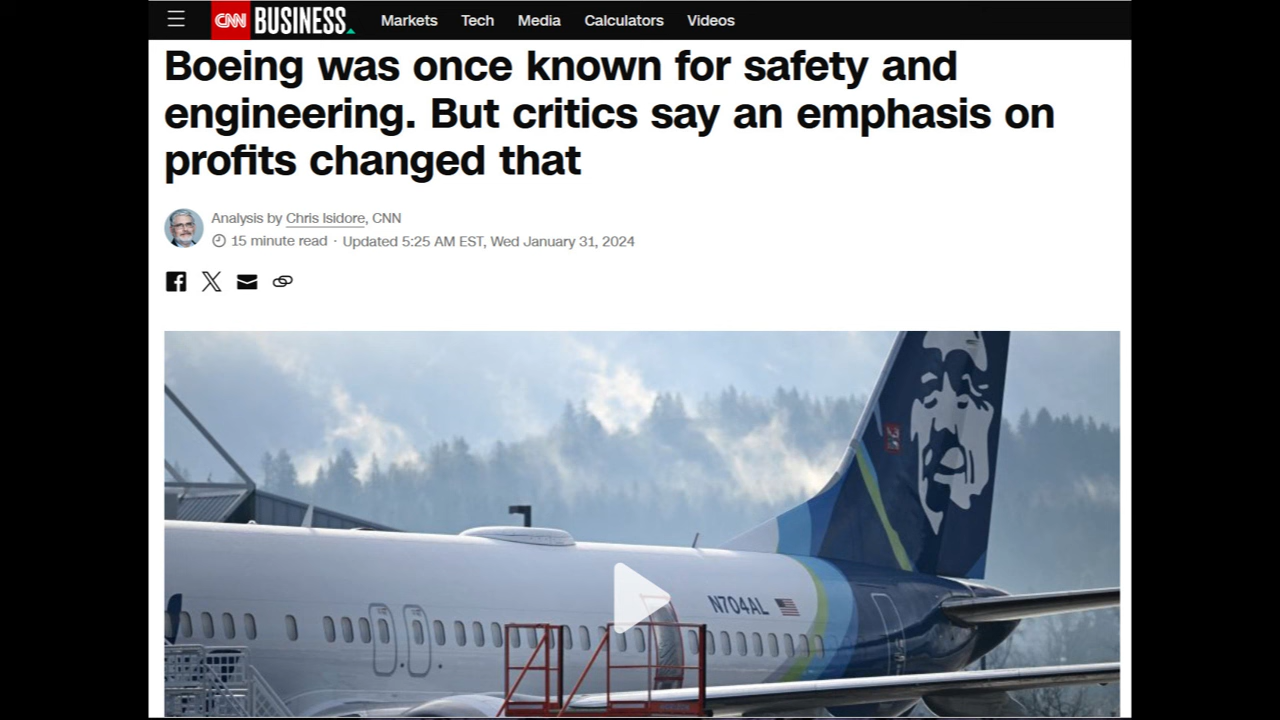 CNN BUSINESS Markets Tech Media Calculators Videos
Boeing was once known for safety and
engineering. But critics say an emphasis on
profits changed that
Analysis by Chris Isidore, CNN
15 minute read · Updated 5:25 AM EST, Wed January 31, 2024
N704AL